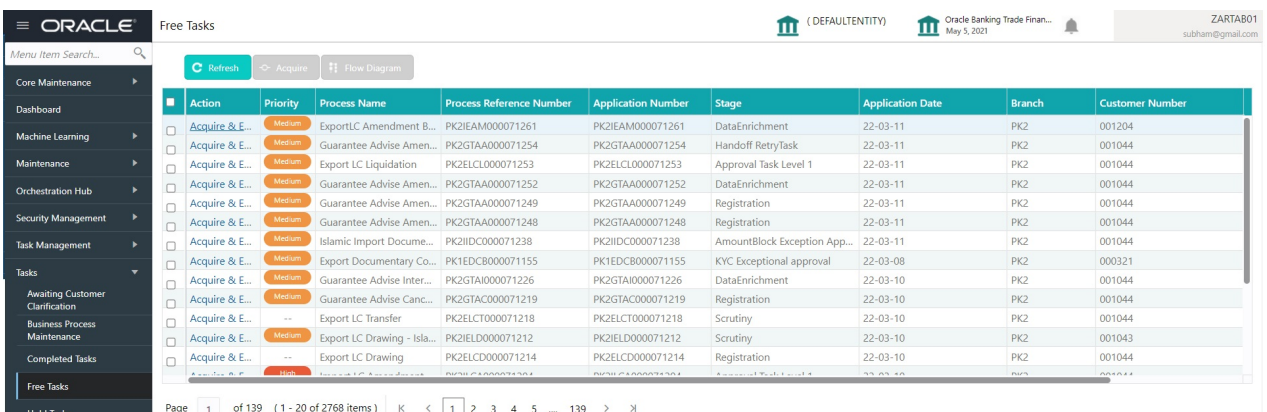 ORACLE
Free Tasks
( DEFAULTENTITY)
Oracle Banking Trade Finan...
May 5, 2021
ZARTAB01
subham@gmail.com
Menu Item Search...
Core Maintenance
Dashboard
Machine Learning
Maintenance
Orchestration Hub
Security Management
Task Management
Tasks
Awaiting Customer
Clarification
Business Process
Maintenance
Completed Tasks
Free Tasks
Refresh Acquire Flow Diagram
Action Priority Process Name Process Reference Number Application Number Stage Application Date Branch Customer Number
Acquire & E... Medium ExportLC Amendment B... PK2IEAM000071261 PK2IEAM000071261 DataEnrichment 22-03-11 PK2 001204
Acquire & E... Medium Guarantee Advise Amen... PK2GTAA000071254 PK2GTAA000071254 Handoff RetryTask 22-03-11 PK2 001044
Acquire & E... Medium Export LC Liquidation PK2ELCL000071253 PK2ELCL000071253 Approval Task Level 1 22-03-11 PK2 001044
Acquire & E... Medium Guarantee Advise Amen... PK2GTAA000071252 PK2GTAA000071252 DataEnrichment 22-03-11 PK2 001044
Acquire & E... Medium Guarantee Advise Amen... PK2GTAA000071249 PK2GTAA000071249 Registration 22-03-11 PK2 001044
Acquire & E... Medium Guarantee Advise Amen... PK2GTAA000071248 PK2GTAA000071248 Registration 22-03-11 PK2 001044
Acquire & E... Medium Islamic Import Docume... PK2IIDC000071238 PK2IIDC000071238 AmountBlock Exception App... 22-03-11 PK2 001044
Acquire & E... Medium Export Documentary Co... PK1EDCB000071155 PK1EDCB000071155 KYC Exceptional approval 22-03-08 PK2 000321
Acquire & E... Medium Guarantee Advise Inter... PK2GTAI000071226 PK2GTAI000071226 DataEnrichment 22-03-10 PK2 001044
Acquire & E... Medium Guarantee Advise Canc... PK2GTAC000071219 PK2GTAC000071219 Registration 22-03-10 PK2 001044
Acquire & E... -- Export LC Transfer PK2ELCT000071218 PK2ELCT000071218 Scrutiny 22-03-10 PK2 001044
Acquire & E... Medium Export LC Drawing - Isla... PK2IELD000071212 PK2IELD000071212 Scrutiny 22-03-10 PK2 001043
Acquire & E... -- Export LC Drawing PK2ELCD000071214 PK2ELCD000071214 Registration 22-03-10 PK2 001044
High
Page 1 of 139 (1 - 20 of 2768 items) K < 1 2 3 4 5 ... 139 > >|